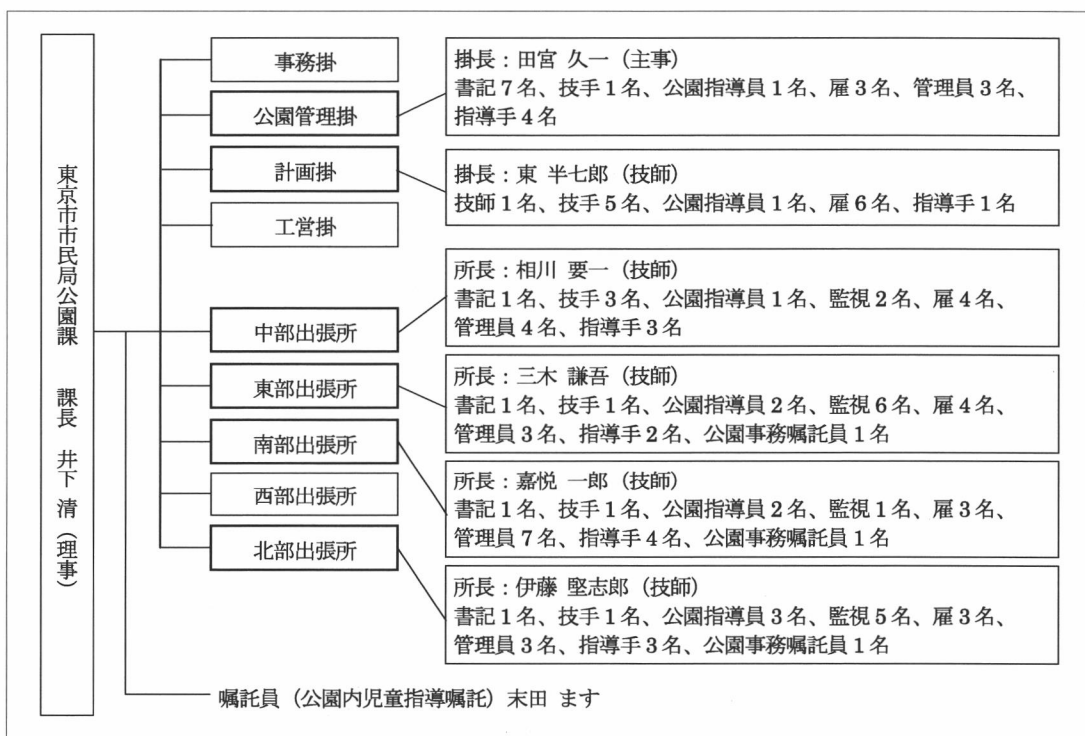 東京市市民局公園課　課長　井下 清（理事）
事務掛
公園管理掛
掛長：田宮 久一（主事）
書記7名、技手1名、公園指導員1名、雇3名、管理員3名、
指導手4名
計画掛
掛長：東 半七郎（技師）
技師1名、技手5名、公園指導員1名、雇6名、指導手1名
工営掛
中部出張所
所長：相川 要一（技師）
書記1名、技手3名、公園指導員1名、監視2名、雇4名、
管理員4名、指導手3名
東部出張所
所長：三木 謙吾（技師）
書記1名、技手1名、公園指導員2名、監視6名、雇4名、
管理員3名、指導手2名、公園事務嘱託員1名
南部出張所
所長：嘉悦 一郎（技師）
書記1名、技手1名、公園指導員2名、監視1名、雇3名、
管理員7名、指導手4名、公園事務嘱託員1名
西部出張所
北部出張所
所長：伊藤 堅志郎（技師）
書記1名、技手1名、公園指導員3名、監視5名、雇3名、
管理員3名、指導手3名、公園事務嘱託員1名
嘱託員（公園内児童指導嘱託）末田 ます